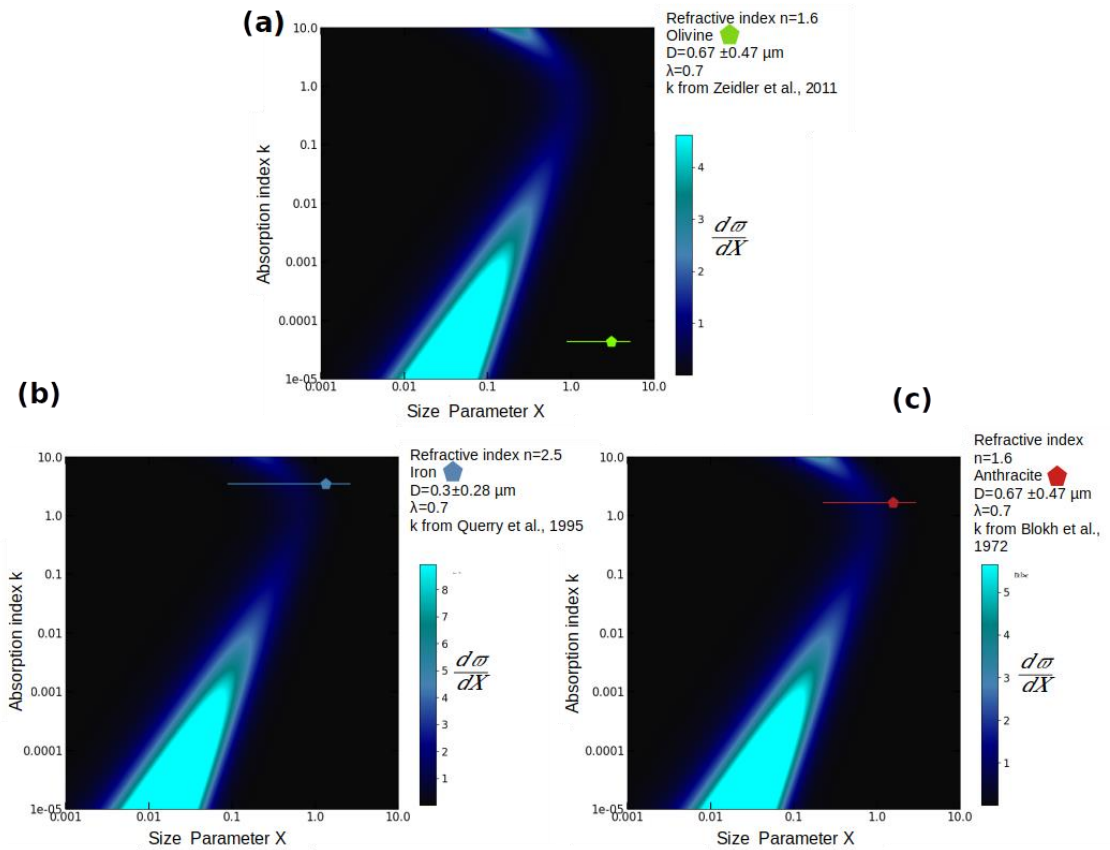 (a)
Refractive index n=1.6
Olivine
D=0.67 ±0.47 µm
λ=0.7
k from Zeidler et al., 2011
10.0
1.0
0.1
0.01
0.001
0.0001
1e-05
Absorption index k
0.001
0.01
0.1
1.0
10.0
Size Parameter X
4
3
2
1
dϖ
dX
(b)
Refractive index n=2.5
Iron
D=0.3±0.28 µm
λ=0.7
k from Querry et al., 1995
10.0
1.0
0.1
0.01
0.001
0.0001
1e-05
Absorption index k
0.001
0.01
0.1
1.0
10.0
Size Parameter X
8
7
6
5
4
3
2
1
dϖ
dX
(c)
Refractive index
n=1.6
Anthracite
D=0.67 ±0.47 µm
λ=0.7
k from Blokh et al.,
1972
10.0
1.0
0.1
0.01
0.001
0.0001
1e-05
Absorption index k
0.001
0.01
0.1
1.0
10.0
Size Parameter X
5
4
3
2
1
dϖ
dX